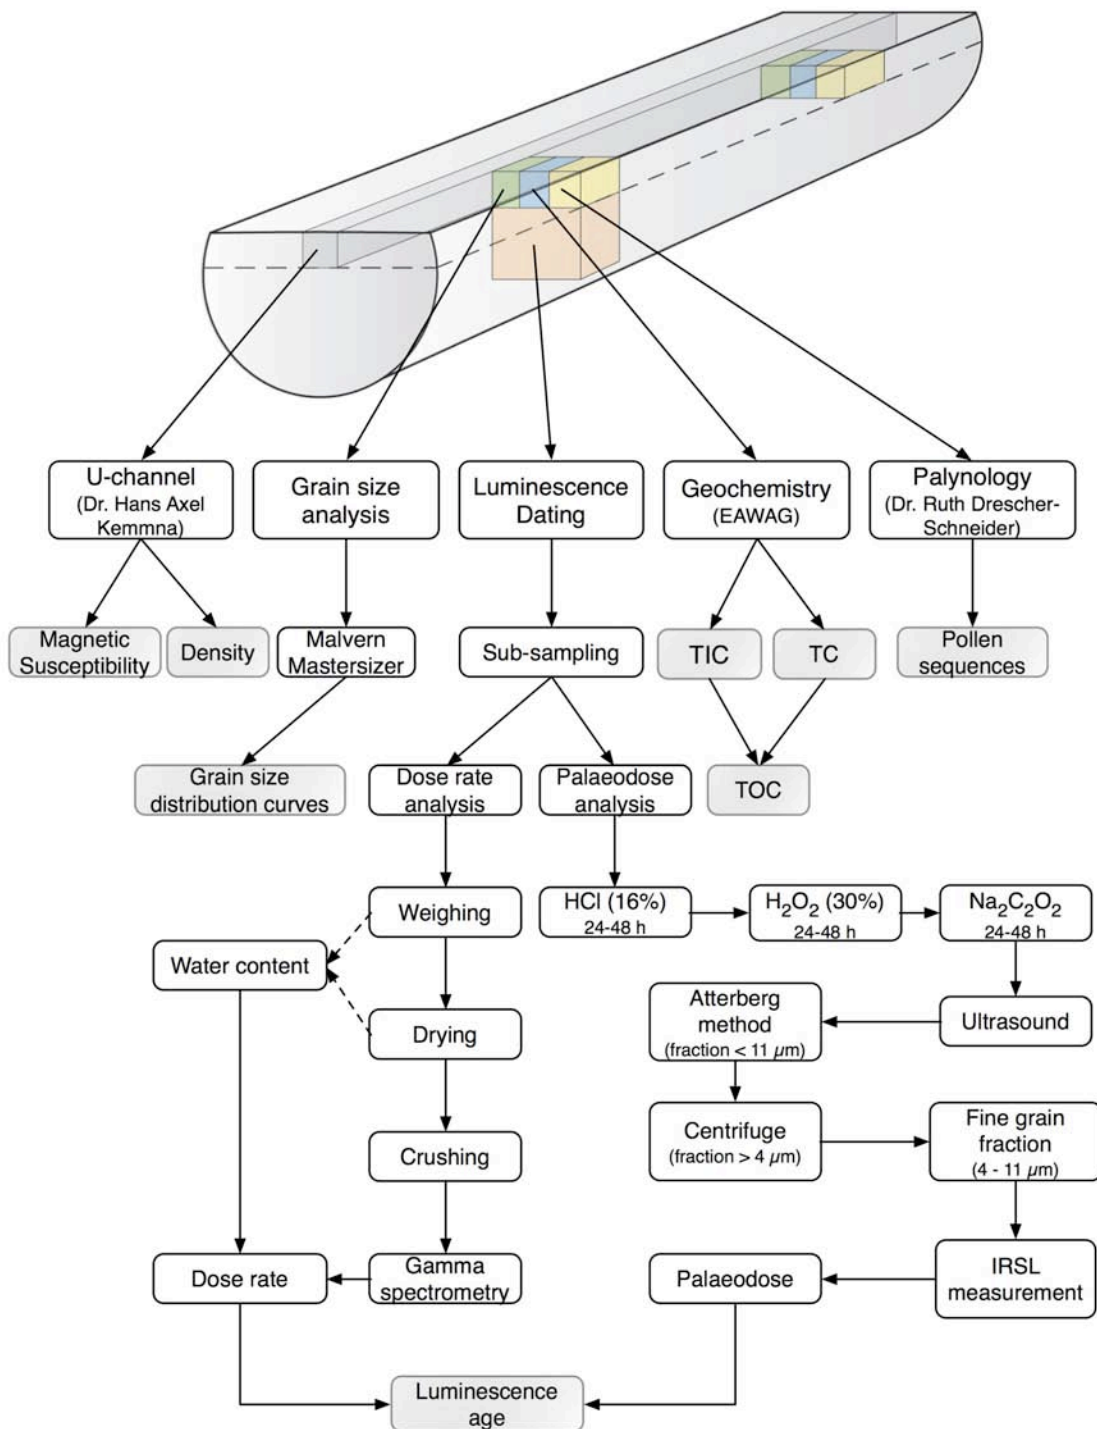 U-channel
(Dr. Hans Axel
Kemmna)
Grain size
analysis
Luminescence
Dating
Geochemistry
(EAWAG)
Palynology
(Dr. Ruth Drescher-
Schneider)
Magnetic
Susceptibility
Density
Malvern
Mastersizer
Sub-sampling
TIC
TC
Pollen
sequences
Grain size
distribution curves
Dose rate
analysis
Palaeodose
analysis
TOC
Weighing
HCl (16%)
24-48 h
H₂O₂ (30%)
24-48 h
Na₂C₂O₂
24-48 h
Water content
Drying
Atterberg
method
(fraction < 11 µm)
Ultrasound
Crushing
Centrifuge
(fraction > 4 µm)
Fine grain
fraction
(4 - 11 µm)
Dose rate
Gamma
spectrometry
Palaeodose
IRSL
measurement
Luminescence
age